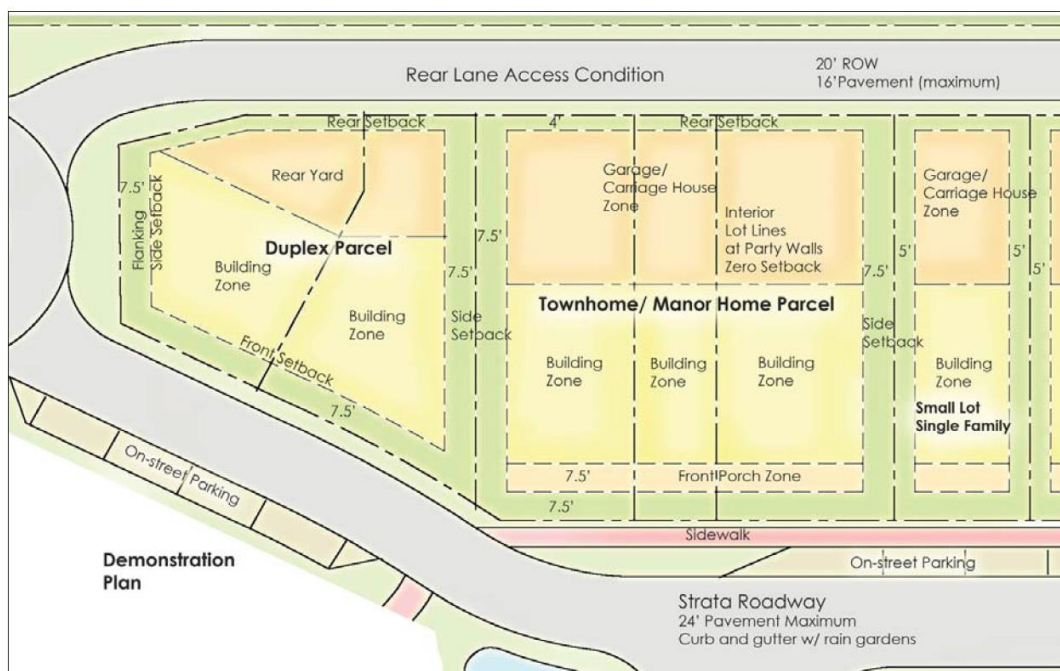 Rear Lane Access Condition
20' ROW
16'Pavement (maximum)
Rear Setback
4'
Rear Setback
7.5'
Flanking
Side Setback
Rear Yard
Duplex Parcel
Building
Zone
Building
Zone
Front Setback
7.5'
7.5'
7.5'
Side
Setback
Garage/
Carriage House
Zone
Interior
Lot Lines
at Party Walls
Zero Setback
Townhome/ Manor Home Parcel
Building
Zone
Building
Zone
Building
Zone
7.5'
Front Porch Zone
7.5'
7.5'
5'
Side
Setback
Garage/
Carriage House
Zone
5'
5'
Building
Zone
Small Lot
Single Family
Sidewalk
On-street Parking
On-street Parking
Demonstration
Plan
Strata Roadway
24' Pavement Maximum
Curb and gutter w/ rain gardens